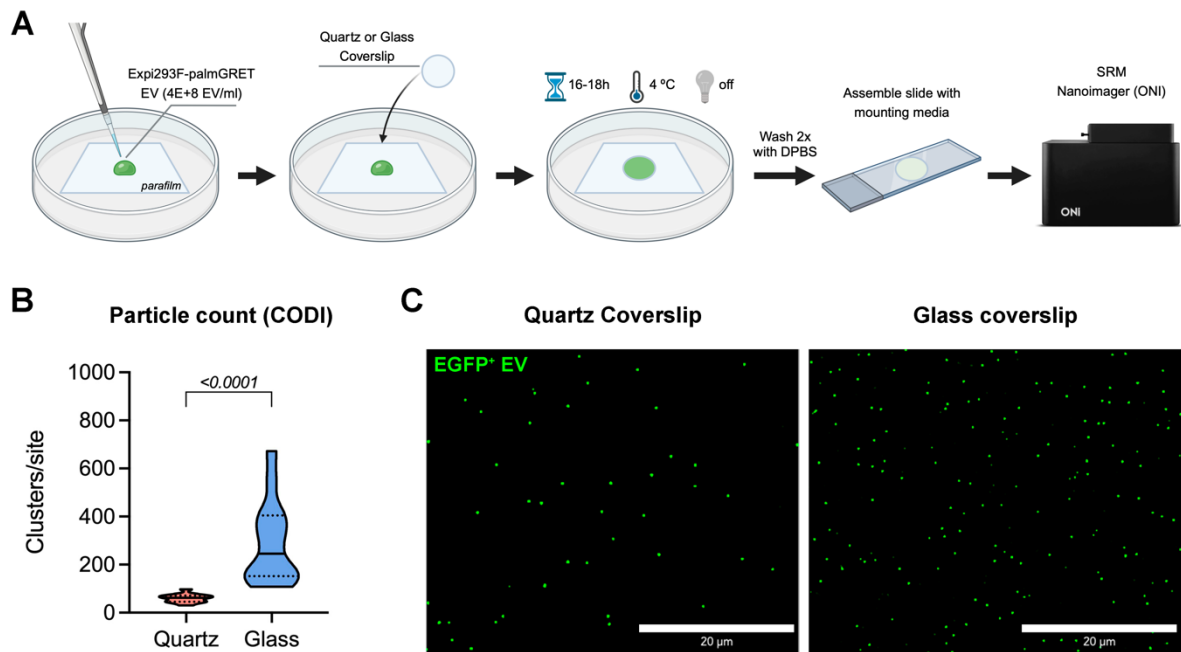 A
Expi293F-palmGRET
EV (4E+8 EV/ml)
parafilm
Quartz or Glass
Coverslip
16-18h
4 ºC
off
Wash 2x
with DPBS
Assemble slide with
mounting media
SRM
Nanoimager (ONI)
ONI
B
Particle count (CODI)
<0.0001
Clusters/site
1000
800
600
400
200
0
Quartz
Glass
C
Quartz Coverslip
EGFP⁺ EV
20 µm
Glass coverslip
20 µm